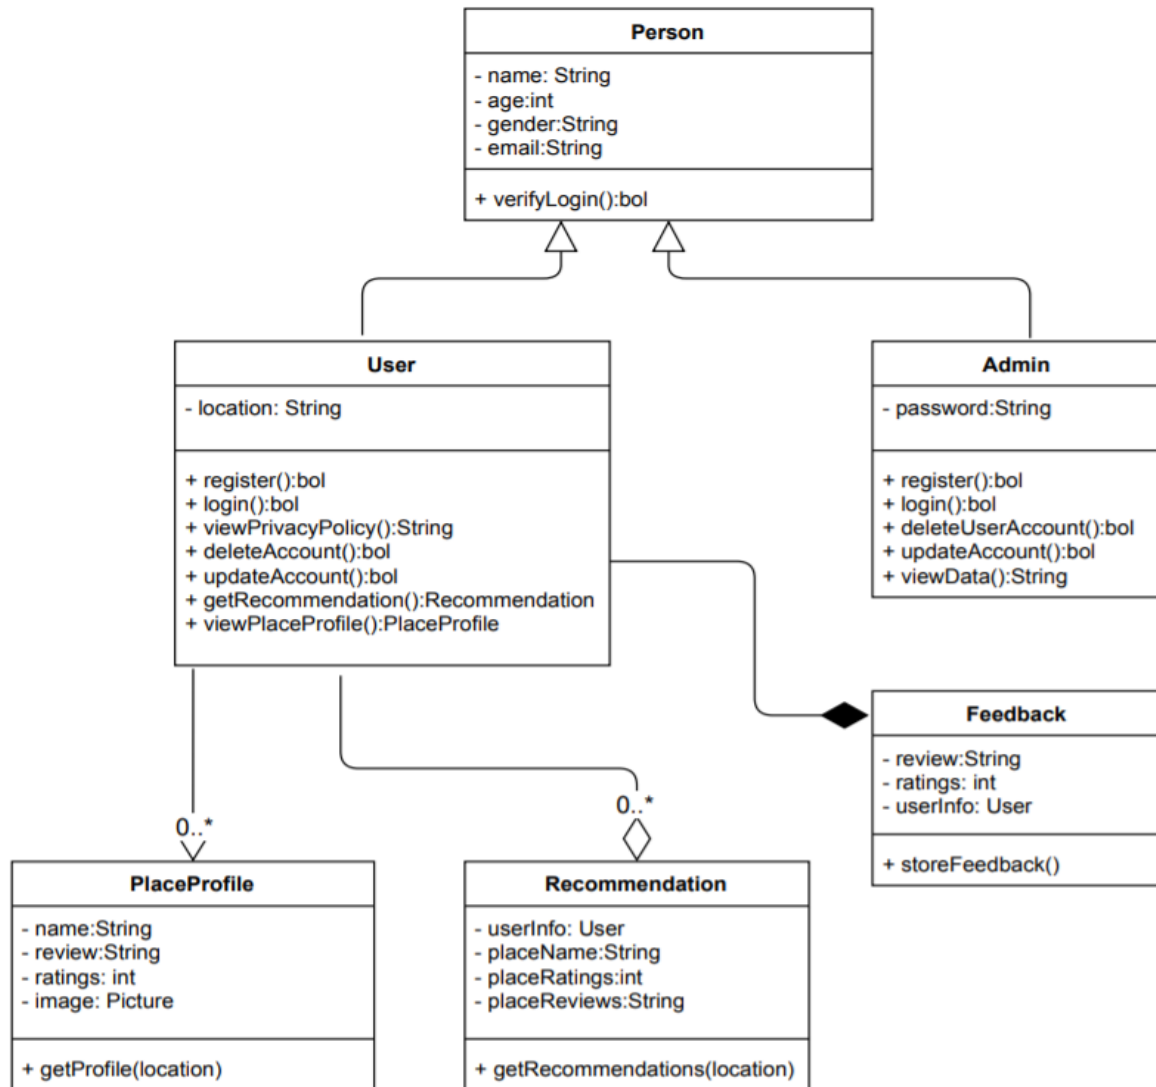 Person
- name: String
- age:int
- gender:String
- email:String
+ verifyLogin():bol
User
- location: String
+ register():bol
+ login():bol
+ viewPrivacyPolicy():String
+ deleteAccount():bol
+ updateAccount():bol
+ getRecommendation():Recommendation
+ viewPlaceProfile():PlaceProfile
Admin
- password:String
+ register():bol
+ login():bol
+ deleteUserAccount():bol
+ updateAccount():bol
+ viewData():String
Feedback
- review:String
- ratings: int
- userInfo: User
+ storeFeedback()
0..*
PlaceProfile
- name:String
- review:String
- ratings: int
- image: Picture
+ getProfile(location)
0..*
Recommendation
- userInfo: User
- placeName:String
- placeRatings:int
- placeReviews:String
+ getRecommendations(location)